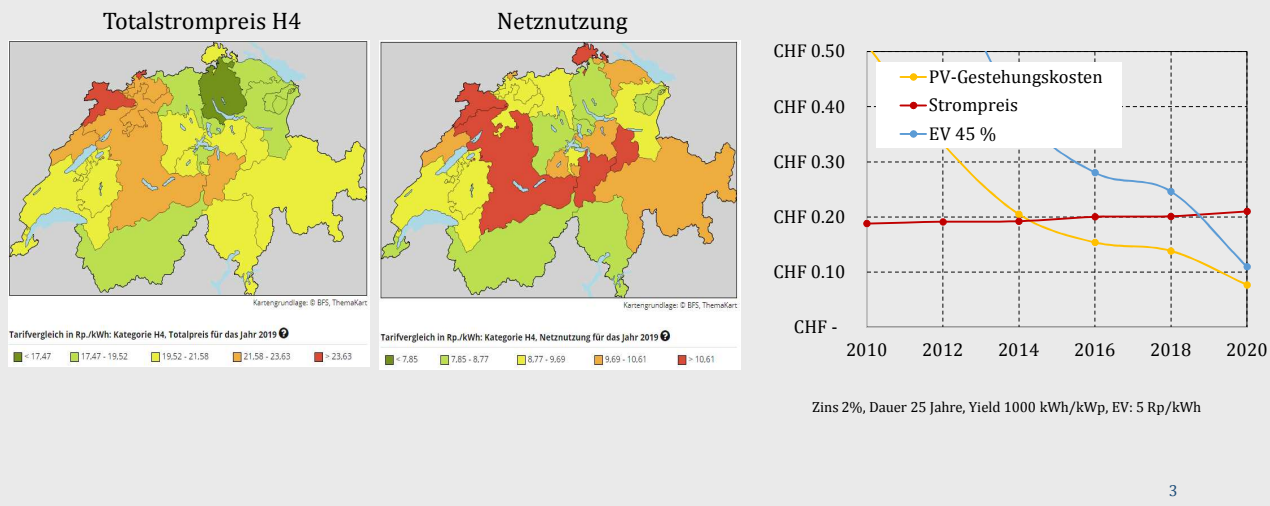 Totalstrompreis H4
Kartengrundlage: © BFS, ThemaKart
Tarifvergleich in Rp./kWh: Kategorie H4, Totalpreis für das Jahr 2019 ?
< 17,47 17,47 - 19,52 19,52 - 21,58 21,58 - 23,63 > 23,63
Netznutzung
Kartengrundlage: © BFS, ThemaKart
Tarifvergleich in Rp./kWh: Kategorie H4, Netznutzung für das Jahr 2019 ?
< 7,85 7,85 - 8,77 8,77 - 9,69 9,69 - 10,61 > 10,61
CHF 0.50
CHF 0.40
CHF 0.30
CHF 0.20
CHF 0.10
CHF -
PV-Gestehungskosten
Strompreis
EV 45 %
2010 2012 2014 2016 2018 2020
Zins 2%, Dauer 25 Jahre, Yield 1000 kWh/kWp, EV: 5 Rp/kWh
3